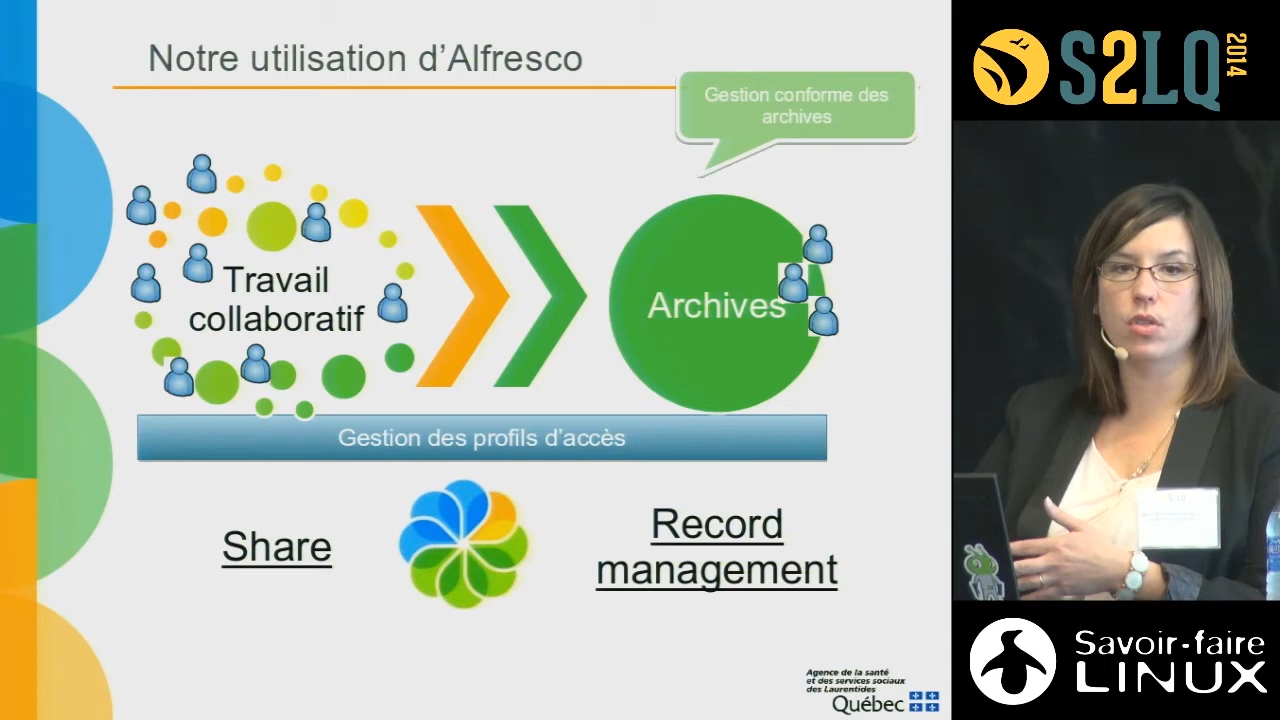 Notre utilisation d'Alfresco
Gestion conforme des
archives
Travail
collaboratif
Archives
Gestion des profils d'accès
Share
Record
management
Agence de la santé
et des services sociaux
des Laurentides
Québec
S2LQ
2014
Savoir-faire
LINUX